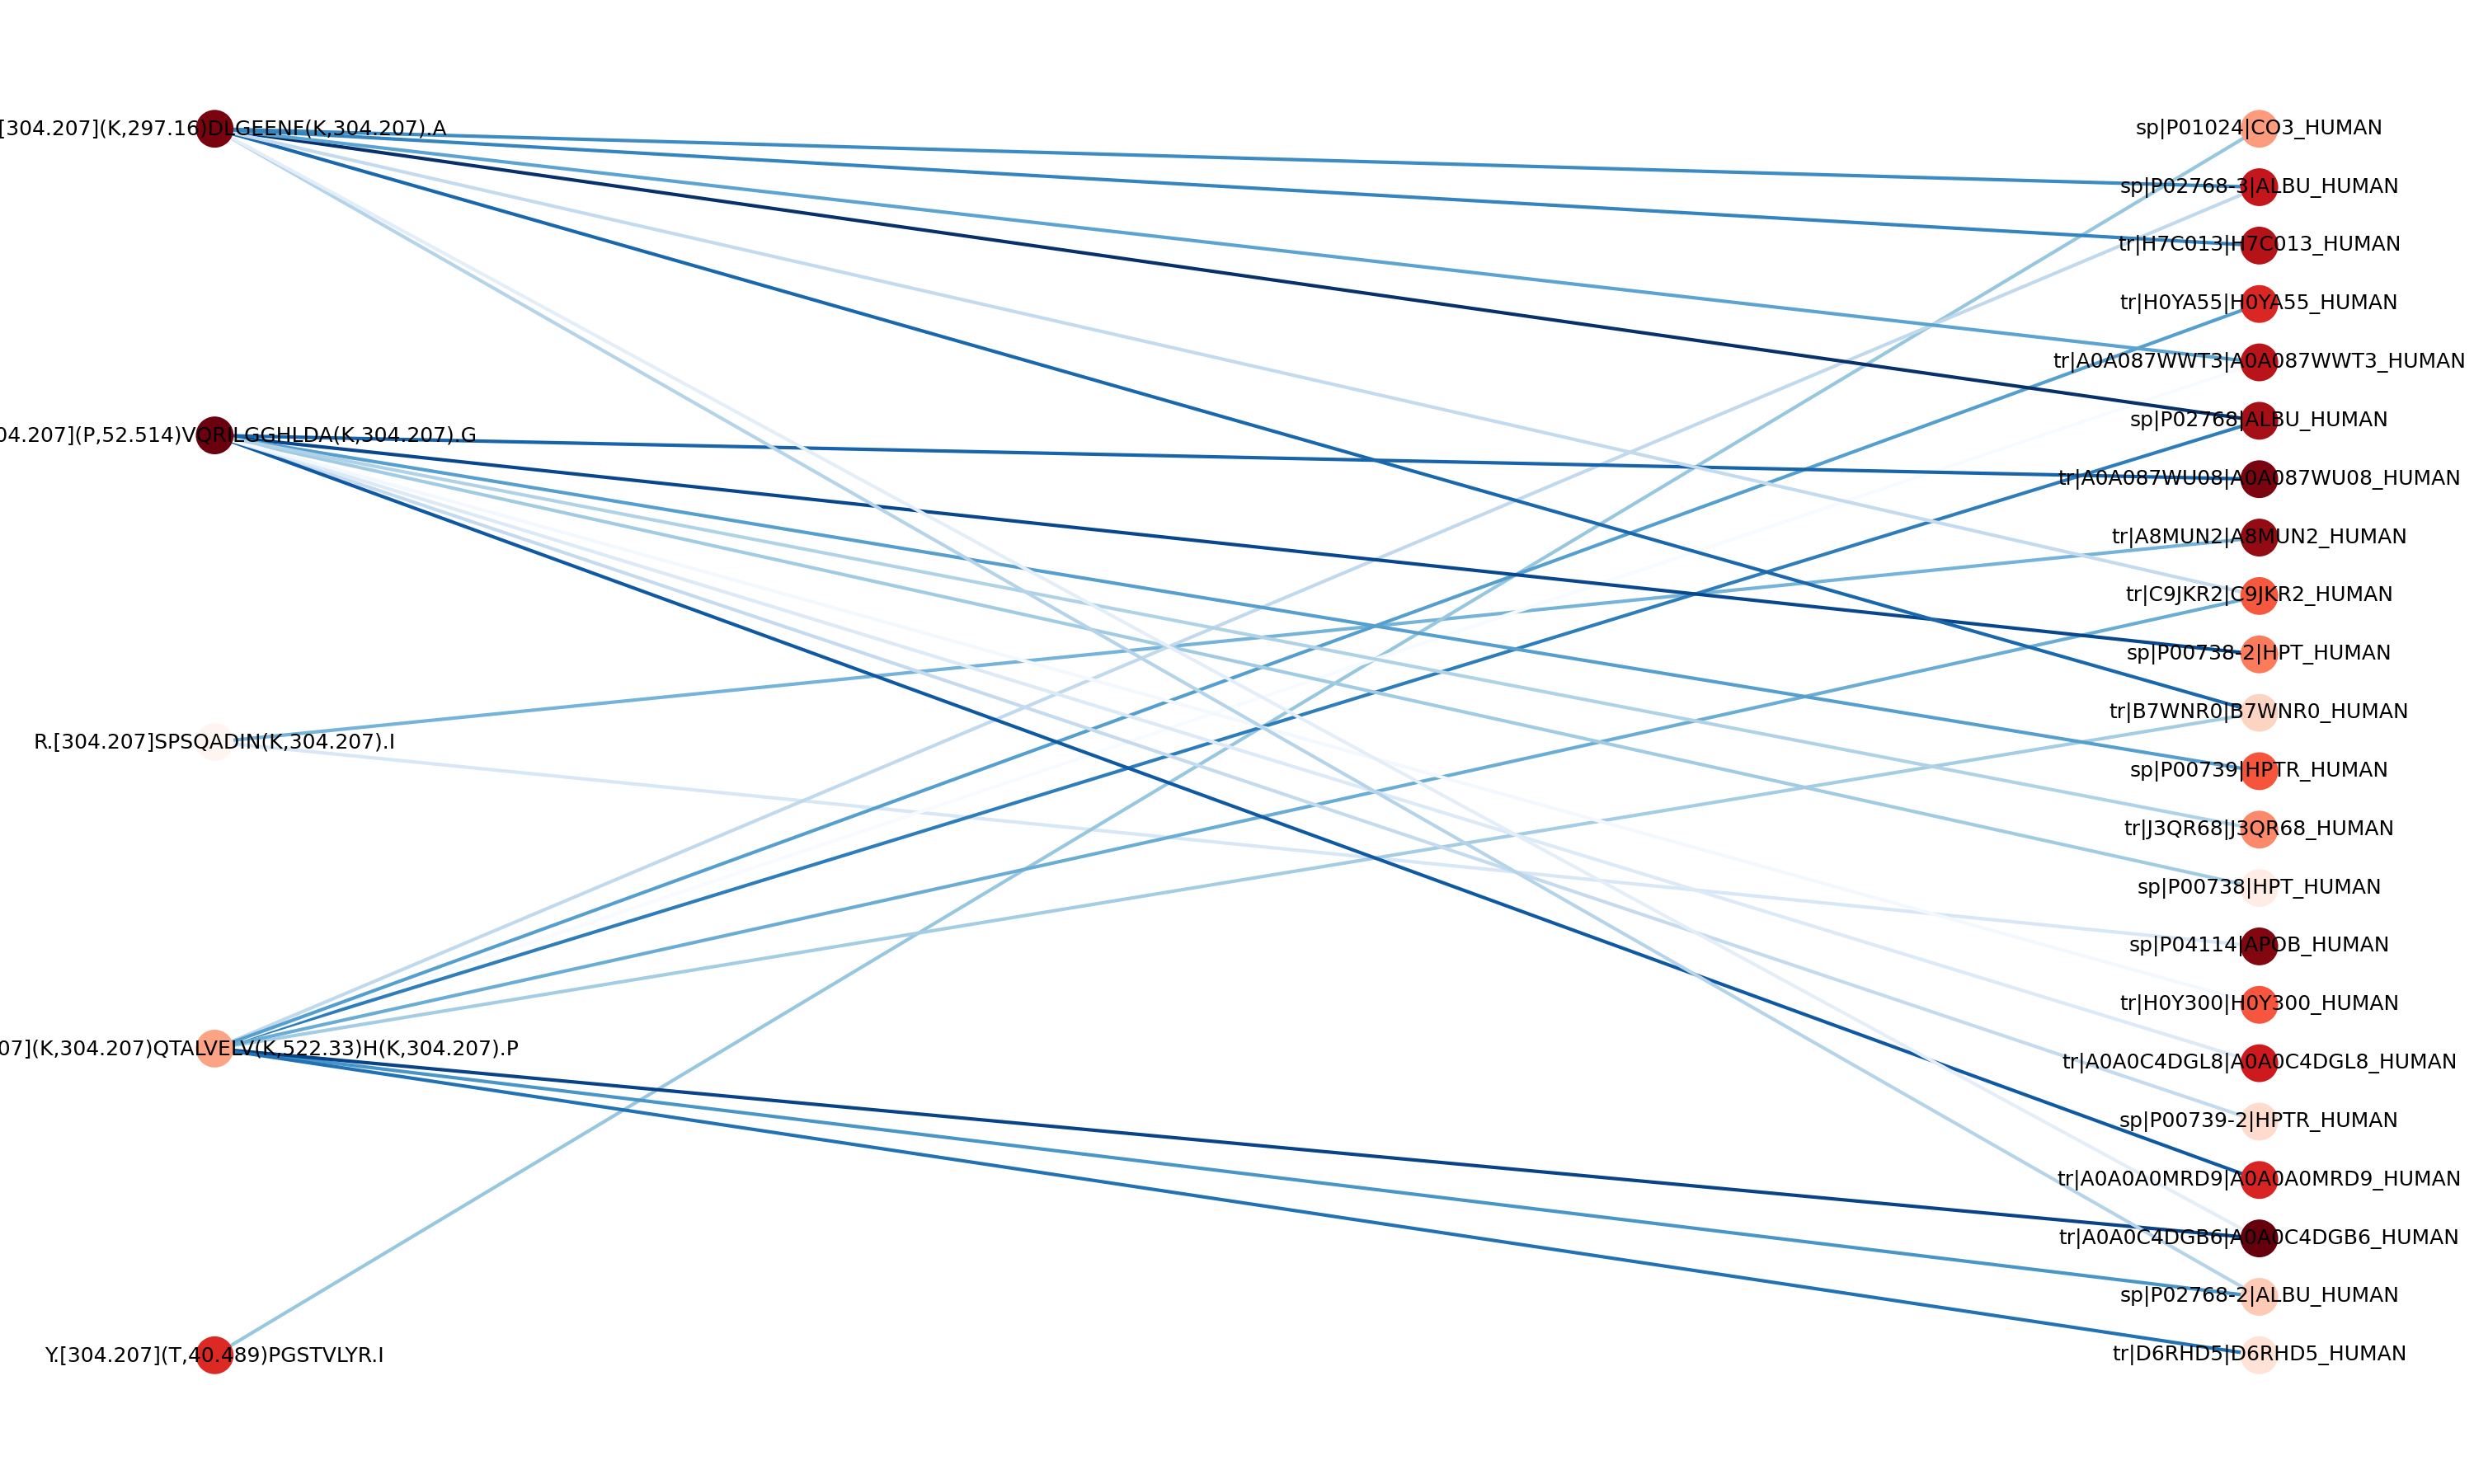 [304.207](K,297.16)DLGEENF(K,304.207).A
04.207](P,52.514)VQRILGGHLDA(K,304.207).G
R.[304.207]SPSQADIN(K,304.207).I
07](K,304.207)QTALVELV(K,522.33)H(K,304.207).P
Y.[304.207](T,40.489)PGSTVLYR.I
sp|P01024|CO3_HUMAN
sp|P02768-3|ALBU_HUMAN
tr|H7C013|H7C013_HUMAN
tr|H0YA55|H0YA55_HUMAN
tr|A0A087WWT3|A0A087WWT3_HUMAN
sp|P02768|ALBU_HUMAN
tr|A0A087WU08|A0A087WU08_HUMAN
tr|A8MUN2|A8MUN2_HUMAN
tr|C9JKR2|C9JKR2_HUMAN
sp|P00738-2|HPT_HUMAN
tr|B7WNR0|B7WNR0_HUMAN
sp|P00739|HPTR_HUMAN
tr|J3QR68|J3QR68_HUMAN
sp|P00738|HPT_HUMAN
sp|P04114|APOB_HUMAN
tr|H0Y300|H0Y300_HUMAN
tr|A0A0C4DGL8|A0A0C4DGL8_HUMAN
sp|P00739-2|HPTR_HUMAN
tr|A0A0A0MRD9|A0A0A0MRD9_HUMAN
tr|A0A0C4DGB6|A0A0C4DGB6_HUMAN
sp|P02768-2|ALBU_HUMAN
tr|D6RHD5|D6RHD5_HUMAN